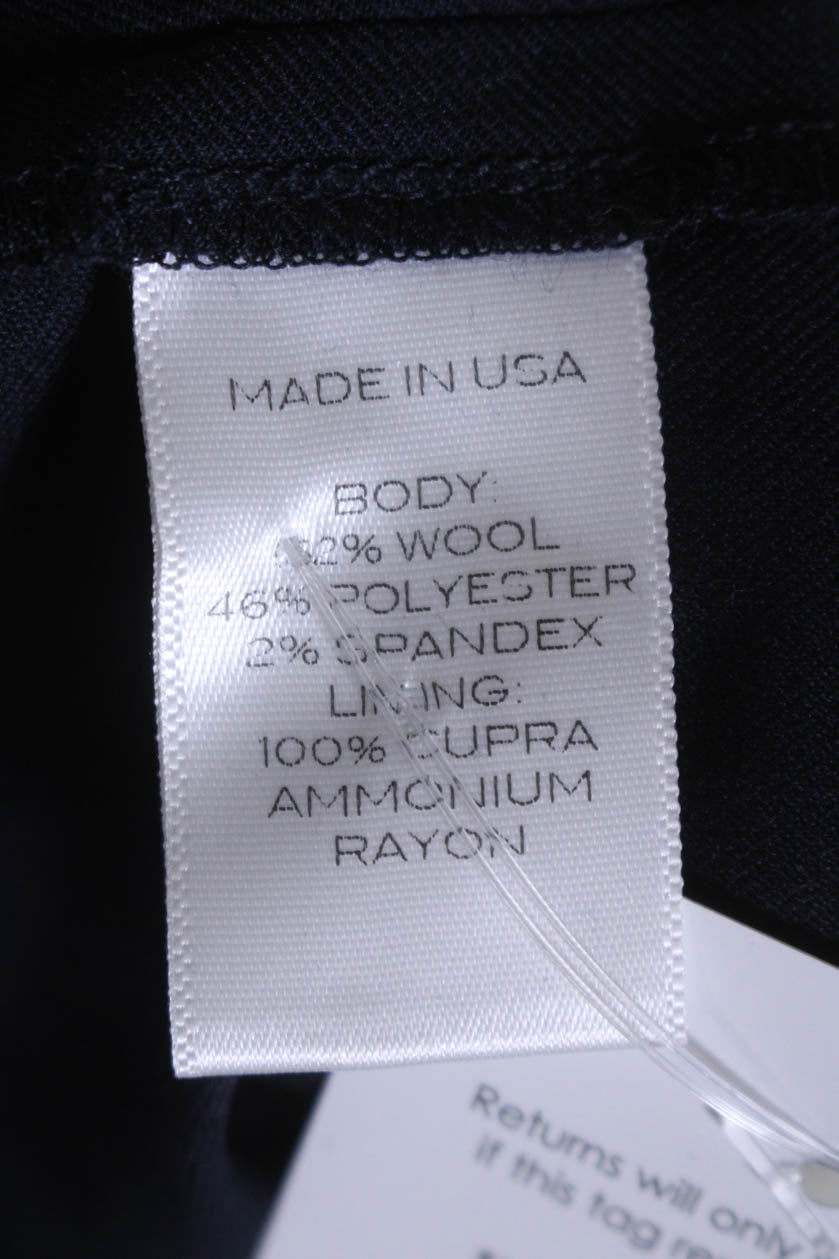 MADE IN USA
BODY:
52% WOOL
46% POLYESTER
2% SPANDEX
LINING:
100% CUPRA
AMMONIUM
RAYON
Returns will only
if this tag